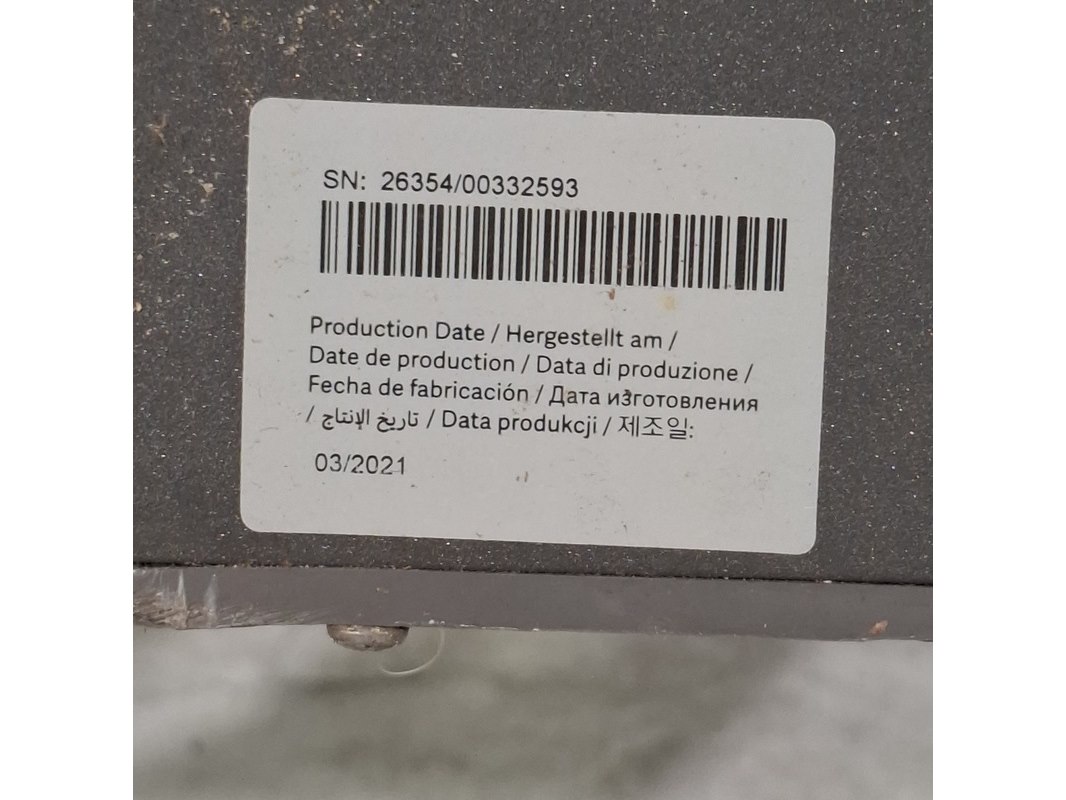 SN: 26354/00332593
Production Date / Hergestellt am /
Date de production / Data di produzione /
Fecha de fabricación / Дата изготовления
/ تاريخ الإنتاج / Data produkcji / 제조일:
03/2021